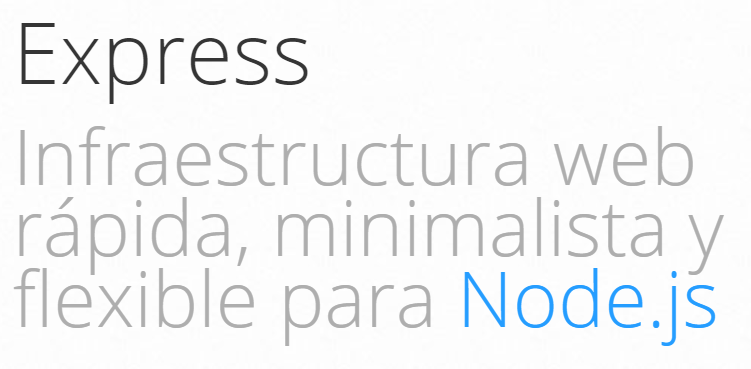 Express
Infraestructura web
rápida, minimalista y
flexible para Node.js